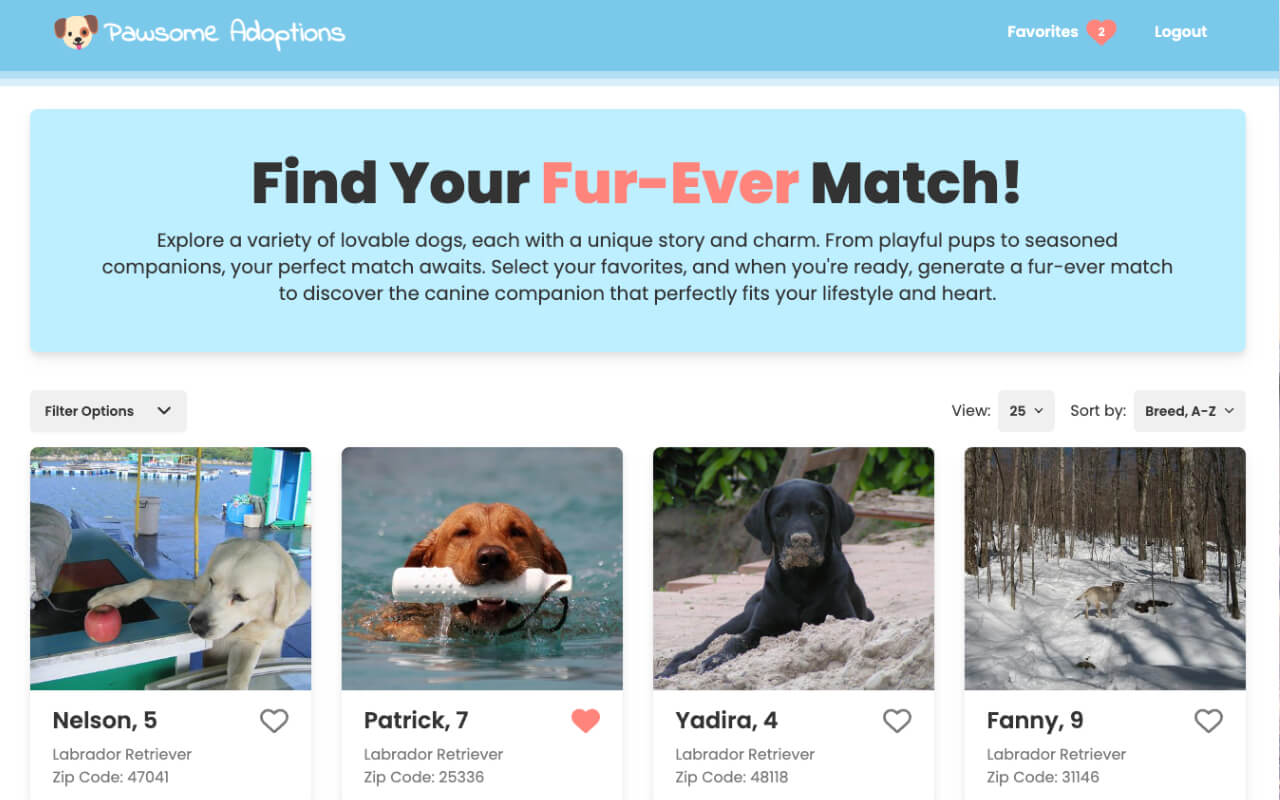 Pawsome Adoptions
Favorites 2 Logout
Find Your Fur-Ever Match!
Explore a variety of lovable dogs, each with a unique story and charm. From playful pups to seasoned
companions, your perfect match awaits. Select your favorites, and when you're ready, generate a fur-ever match
to discover the canine companion that perfectly fits your lifestyle and heart.
Filter Options
View: 25 Sort by: Breed, A-Z
Nelson, 5
Labrador Retriever
Zip Code: 47041
Patrick, 7
Labrador Retriever
Zip Code: 25336
Yadira, 4
Labrador Retriever
Zip Code: 48118
Fanny, 9
Labrador Retriever
Zip Code: 31146